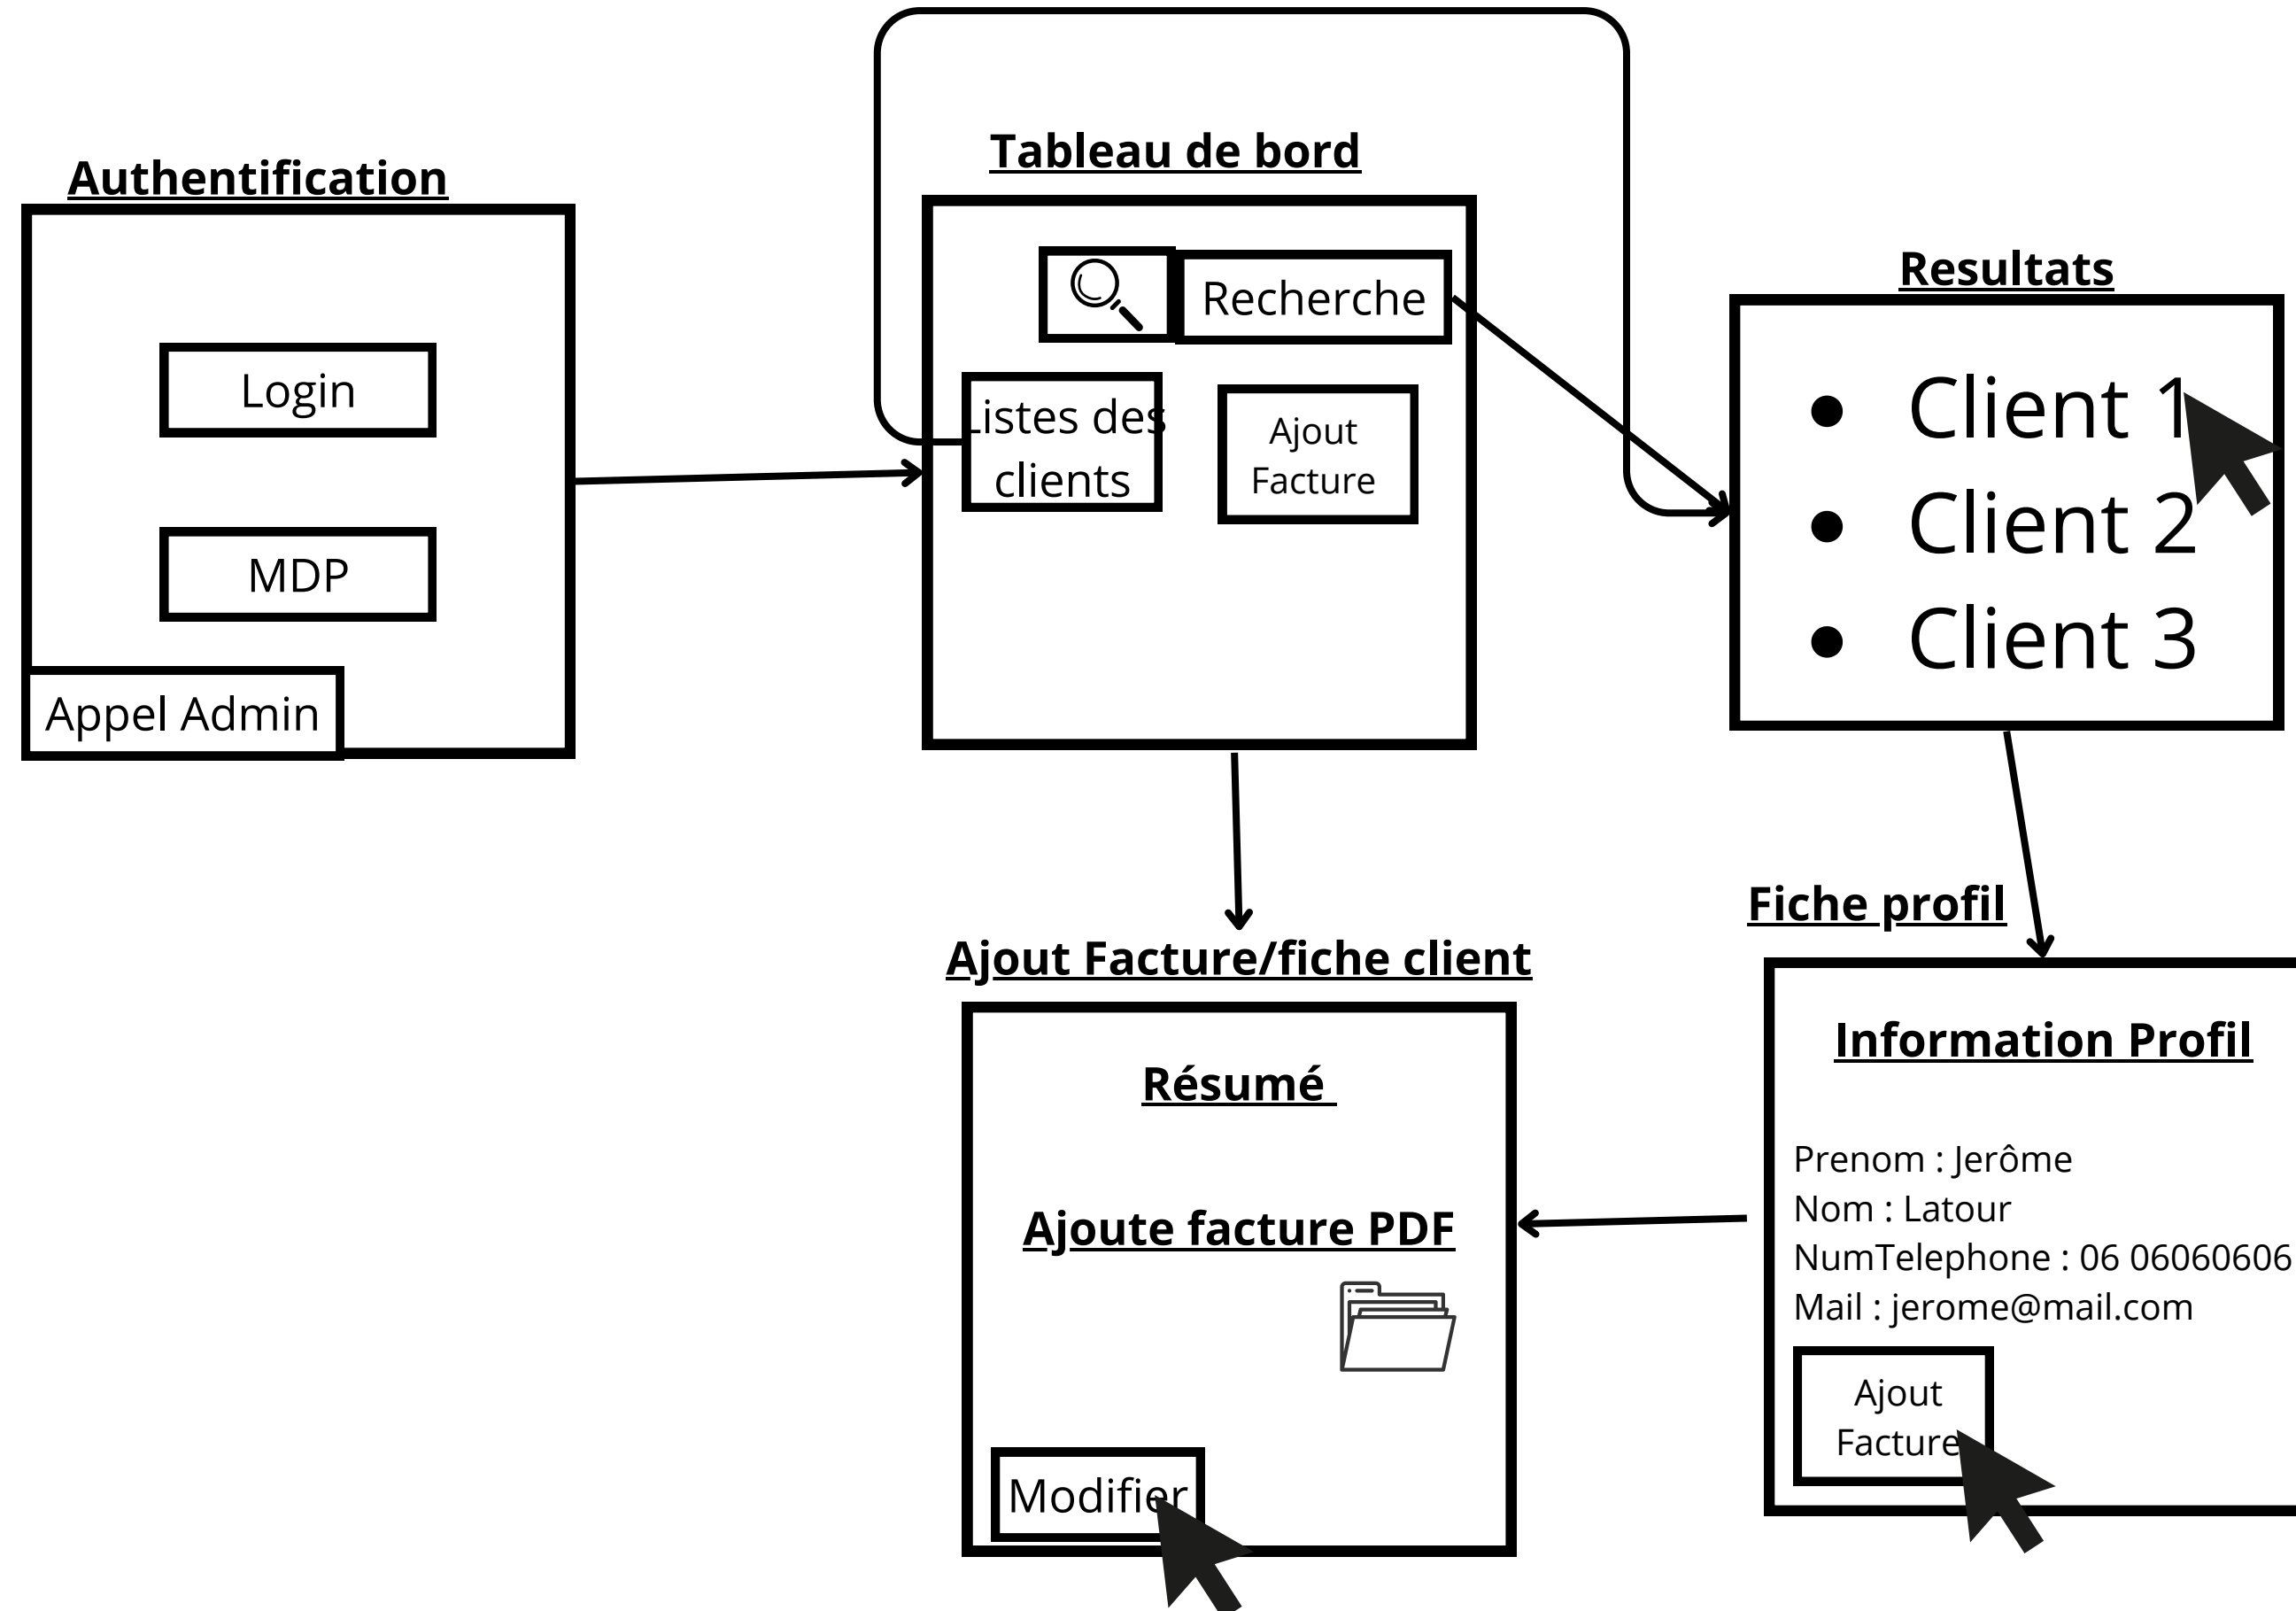 Authentification
Login
MDP
Appel Admin
Tableau de bord
Recherche
Listes des
clients
Ajout
Facture
Resultats
Client 1
Client 2
Client 3
Ajout Facture/fiche client
Résumé
Ajoute facture PDF
Modifier
Fiche profil
Information Profil
Prenom : Jerôme
Nom : Latour
NumTelephone : 06 06060606
Mail : jerome@mail.com
Ajout
Facture